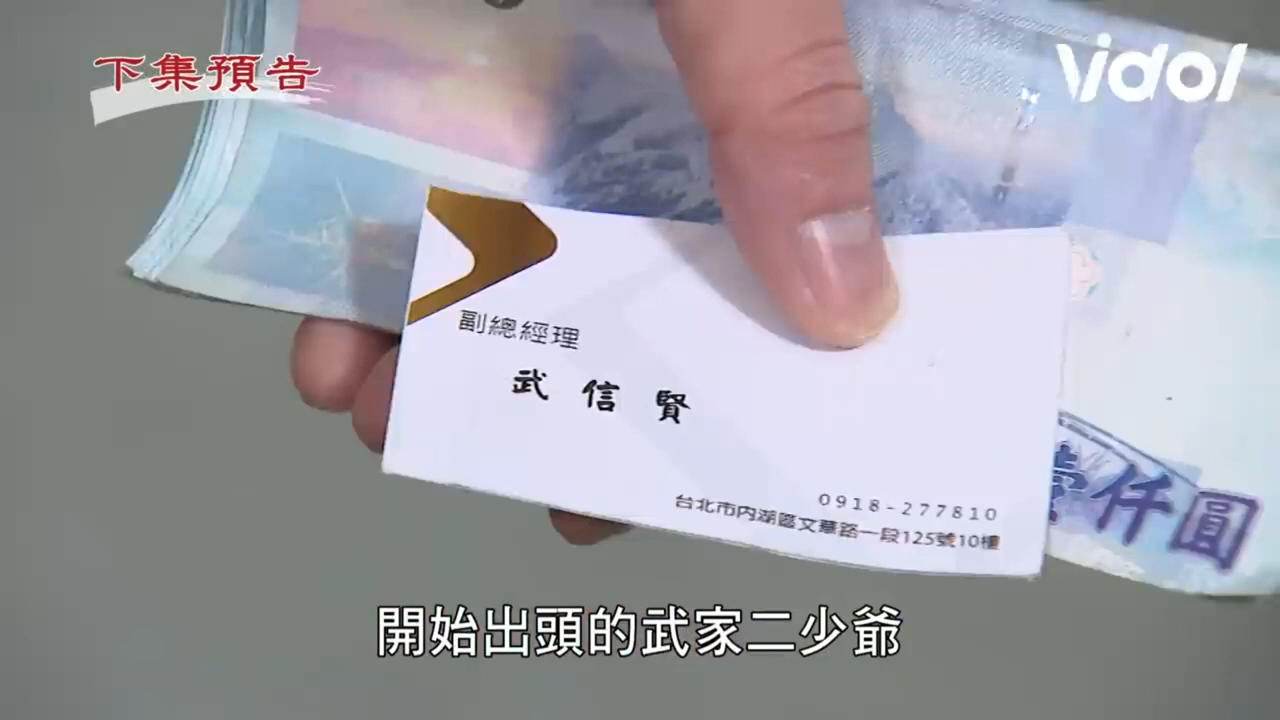 下集預告
Vidol
副總經理
武信賢
0918-277810
台北市內湖區文華路一段125號10樓
壹仟圓
開始出頭的武家二少爺